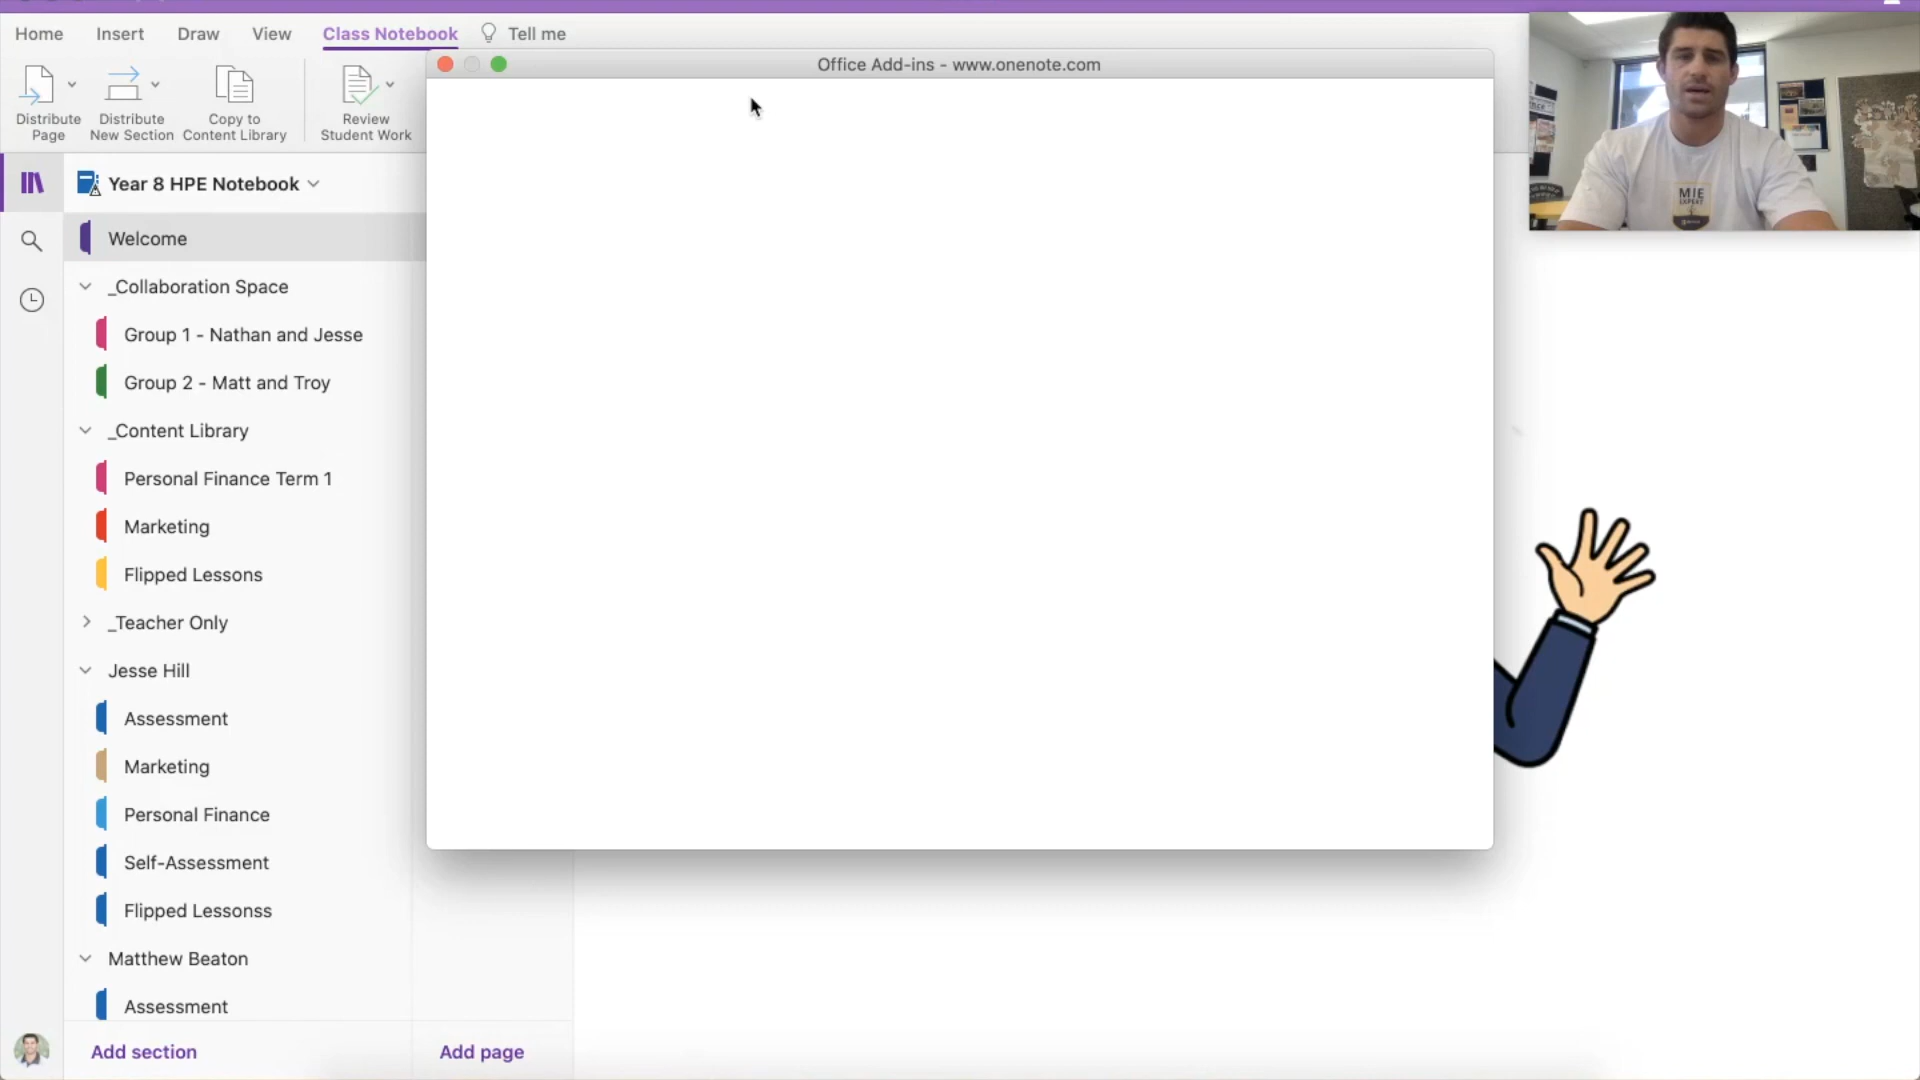 Home Insert Draw View Class Notebook Tell me
Office Add-ins - www.onenote.com
Distribute
Page
Distribute
New Section
Copy to
Content Library
Review
Student Work
Year 8 HPE Notebook
Welcome
_Collaboration Space
Group 1 - Nathan and Jesse
Group 2 - Matt and Troy
_Content Library
Personal Finance Term 1
Marketing
Flipped Lessons
_Teacher Only
Jesse Hill
Assessment
Marketing
Personal Finance
Self-Assessment
Flipped Lessonss
Matthew Beaton
Assessment
Add section
Add page
MIE
EXPERT